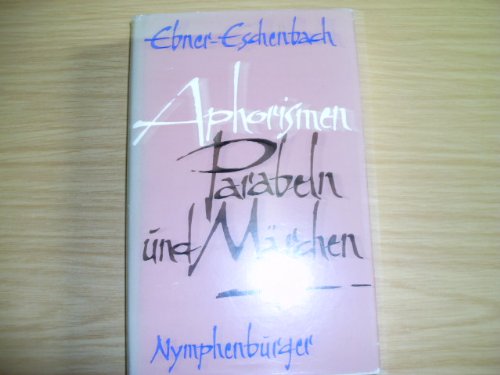 Ebner-Eschenbach
Aphorismen
Parabeln
und Märchen
Nymphenburger